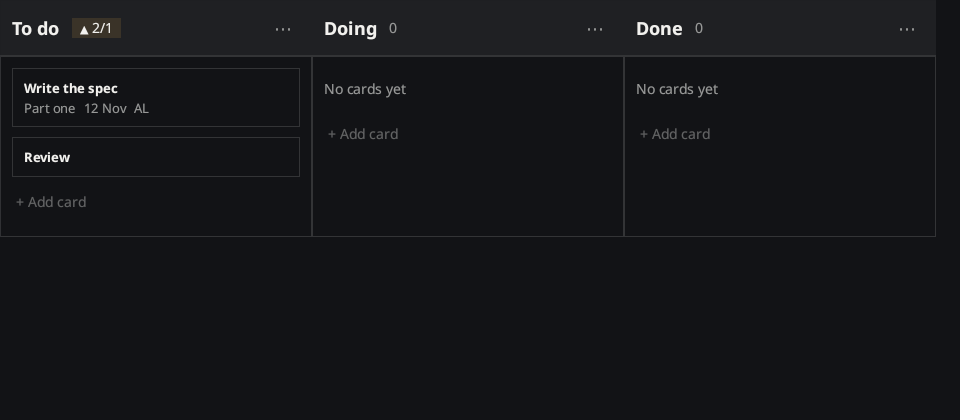 To do ▲ 2/1 ⋯
Write the spec
Part one 12 Nov AL
Review
+ Add card
Doing 0 ⋯
No cards yet
+ Add card
Done 0 ⋯
No cards yet
+ Add card